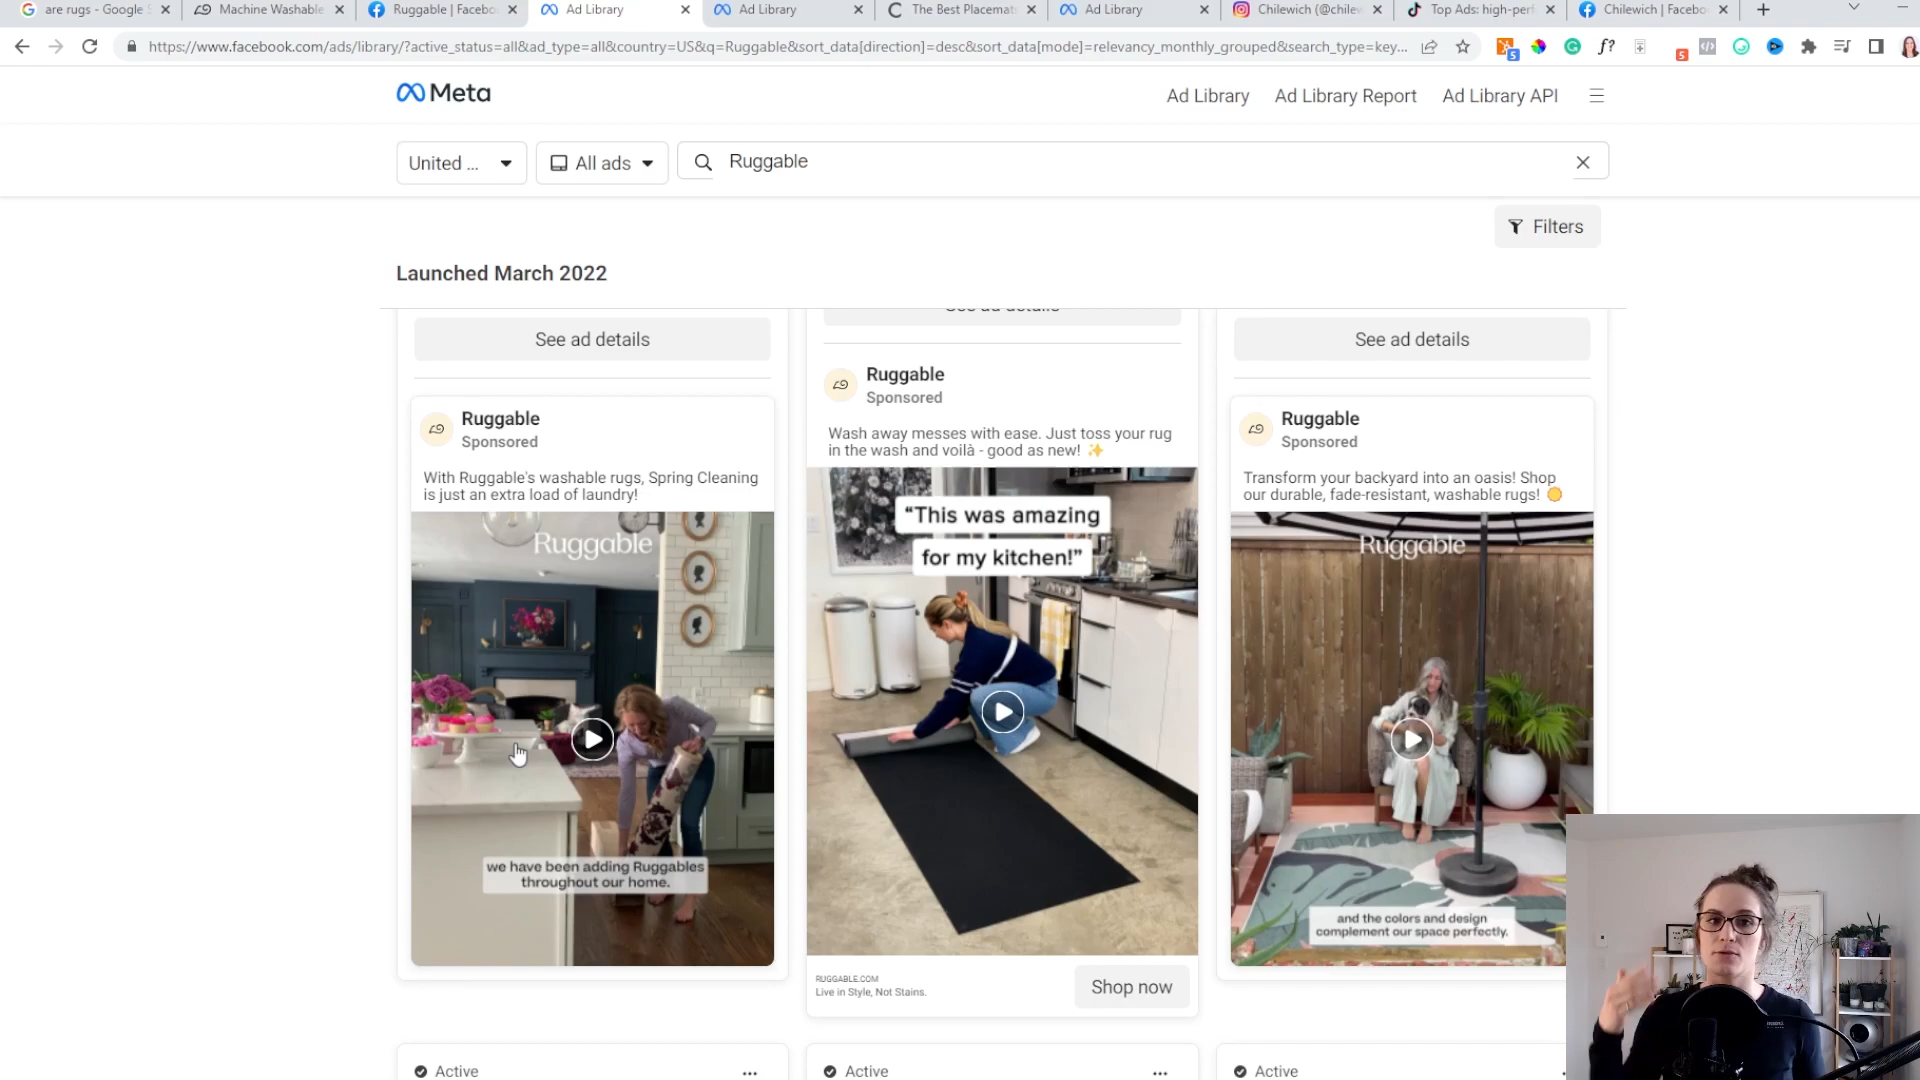 are rugs - Google S
Machine Washable
Ruggable | Facebo
Ad Library
Ad Library
The Best Placemats
Ad Library
Chilewich (@chilew
Top Ads: high-perf
Chilewich | Facebo
https://www.facebook.com/ads/library/?active_status=all&ad_type=all&country=US&q=Ruggable&sort_data[direction]=desc&sort_data[mode]=relevancy_monthly_grouped&search_type=key...
f?
5
5
Meta
Ad Library
Ad Library Report
Ad Library API
United ...
All ads
Ruggable
Filters
Launched March 2022
See ad details
See ad details
See ad details
Ruggable
Sponsored
With Ruggable's washable rugs, Spring Cleaning
is just an extra load of laundry!
Ruggable
we have been adding Ruggables
throughout our home.
Ruggable
Sponsored
Wash away messes with ease. Just toss your rug
in the wash and voilà - good as new! ✨
“This was amazing
for my kitchen!”
RUGGABLE.COM
Live in Style, Not Stains.
Shop now
Ruggable
Sponsored
Transform your backyard into an oasis! Shop
our durable, fade-resistant, washable rugs!
Ruggable
and the colors and design
complement our space perfectly.
Active
Active
Active